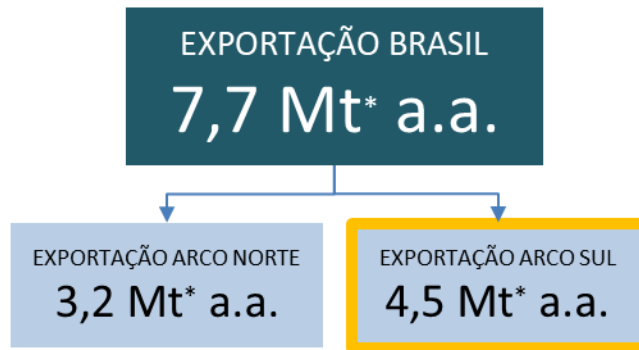 EXPORTAÇÃO BRASIL
7,7 Mt* a.a.
EXPORTAÇÃO ARCO NORTE
3,2 Mt* a.a.
EXPORTAÇÃO ARCO SUL
4,5 Mt* a.a.